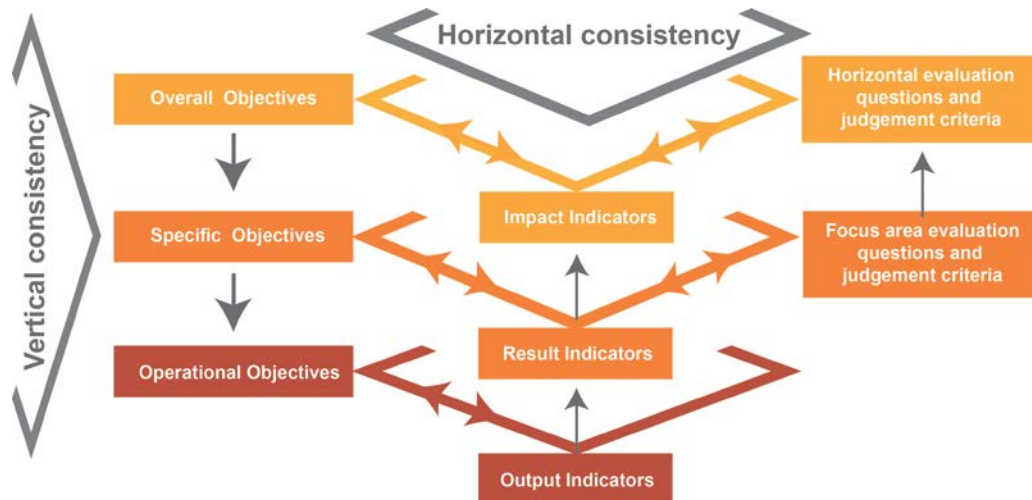 Horizontal consistency
Vertical consistency
Overall Objectives
Horizontal evaluation
questions and
judgement criteria
Impact Indicators
Specific Objectives
Focus area evaluation
questions and
judgement criteria
Result Indicators
Operational Objectives
Output Indicators